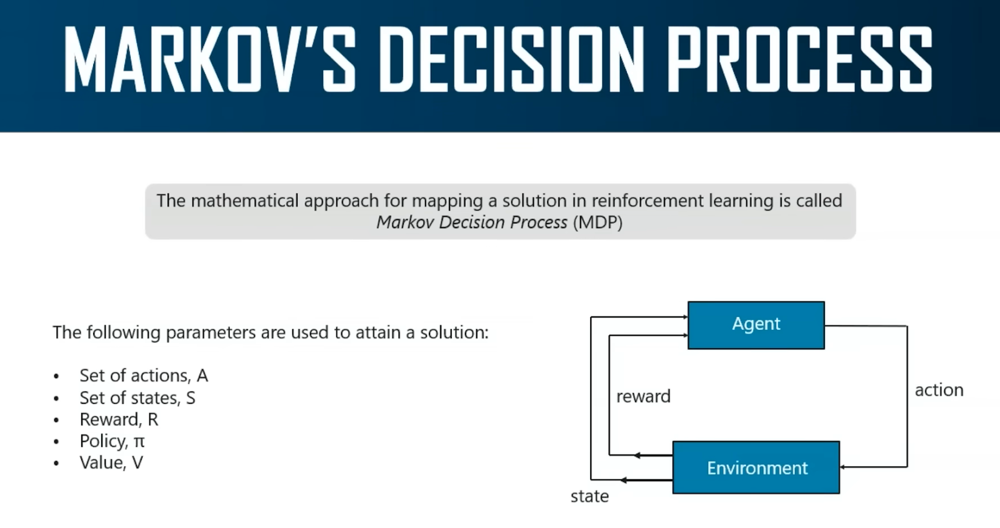 MARKOV'S DECISION PROCESS
The mathematical approach for mapping a solution in reinforcement learning is called
Markov Decision Process (MDP)
The following parameters are used to attain a solution:
• Set of actions, A
• Set of states, S
• Reward, R
• Policy, π
• Value, V
Agent
reward
action
Environment
state